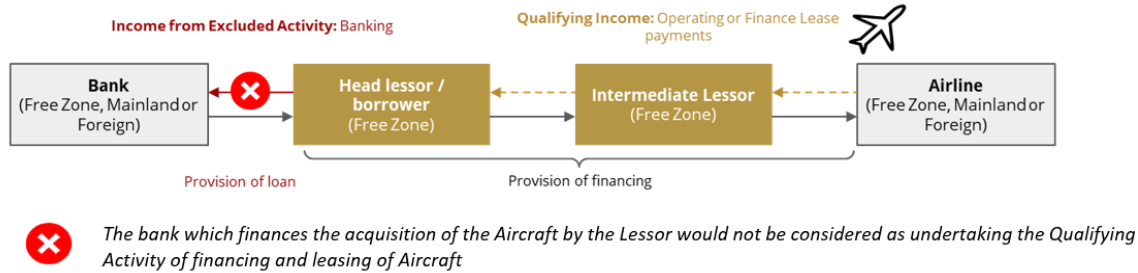 Income from Excluded Activity: Banking
Qualifying Income: Operating or Finance Lease
payments
Bank
(Free Zone, Mainland or
Foreign)
Head lessor /
borrower
(Free Zone)
Intermediate Lessor
(Free Zone)
Airline
(Free Zone, Mainland or
Foreign)
Provision of loan
Provision of financing
The bank which finances the acquisition of the Aircraft by the Lessor would not be considered as undertaking the Qualifying
Activity of financing and leasing of Aircraft